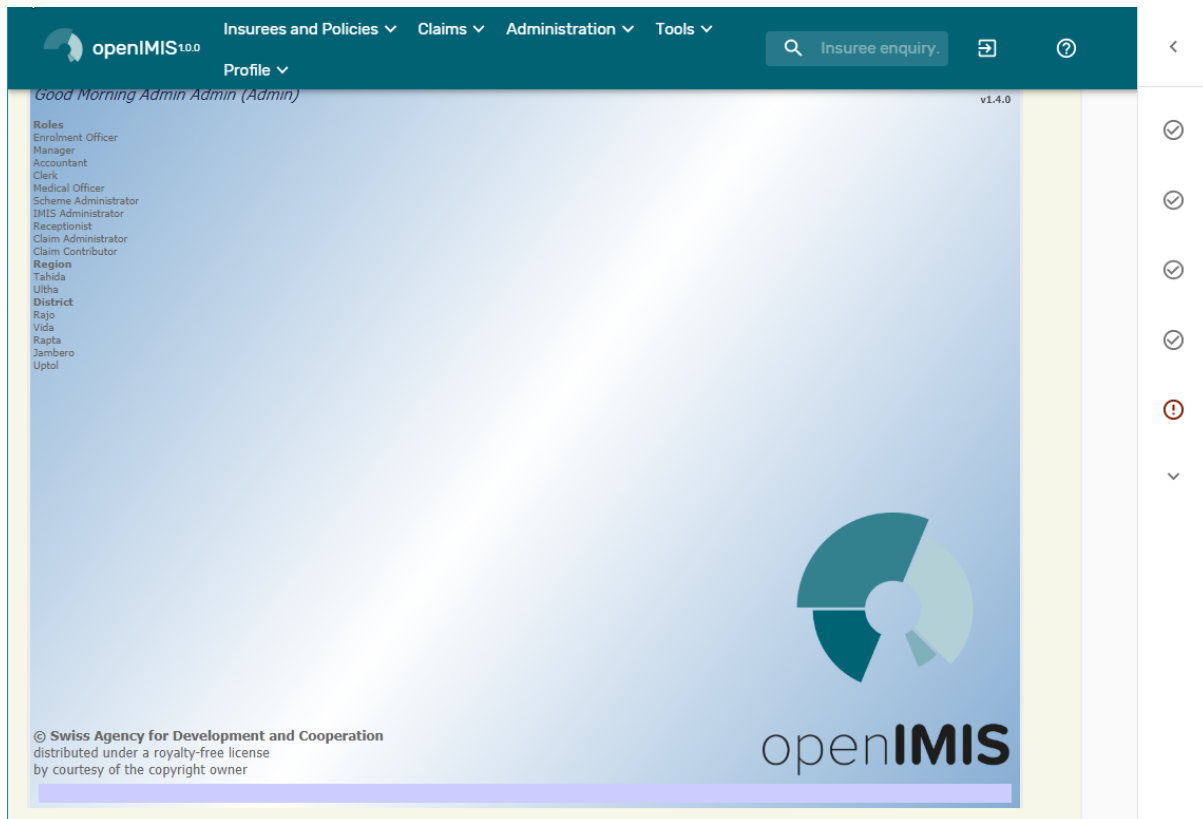 openIMIS1.0.0
Insurees and Policies
Claims
Administration
Tools
Profile
Insuree enquiry.
Good Morning Admin Admin (Admin)
v1.4.0
Roles
Enrolment Officer
Manager
Accountant
Clerk
Medical Officer
Scheme Administrator
IMIS Administrator
Receptionist
Claim Administrator
Claim Contributor
Region
Tahida
Ultha
District
Rajo
Vida
Rapta
Jambero
Uptol
© Swiss Agency for Development and Cooperation
distributed under a royalty-free license
by courtesy of the copyright owner
openIMIS